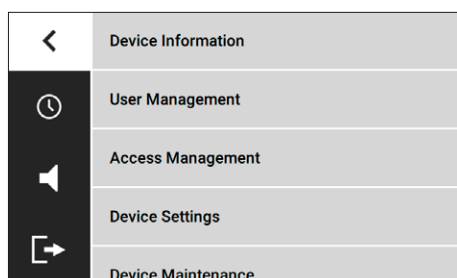 Device Information
User Management
Access Management
Device Settings
Device Maintenance